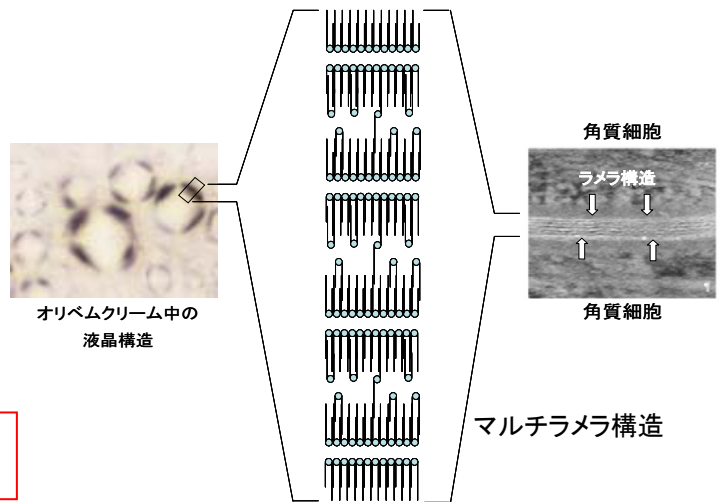 オリベムクリーム中の
液晶構造
角質細胞
ラメラ構造
角質細胞
マルチラメラ構造